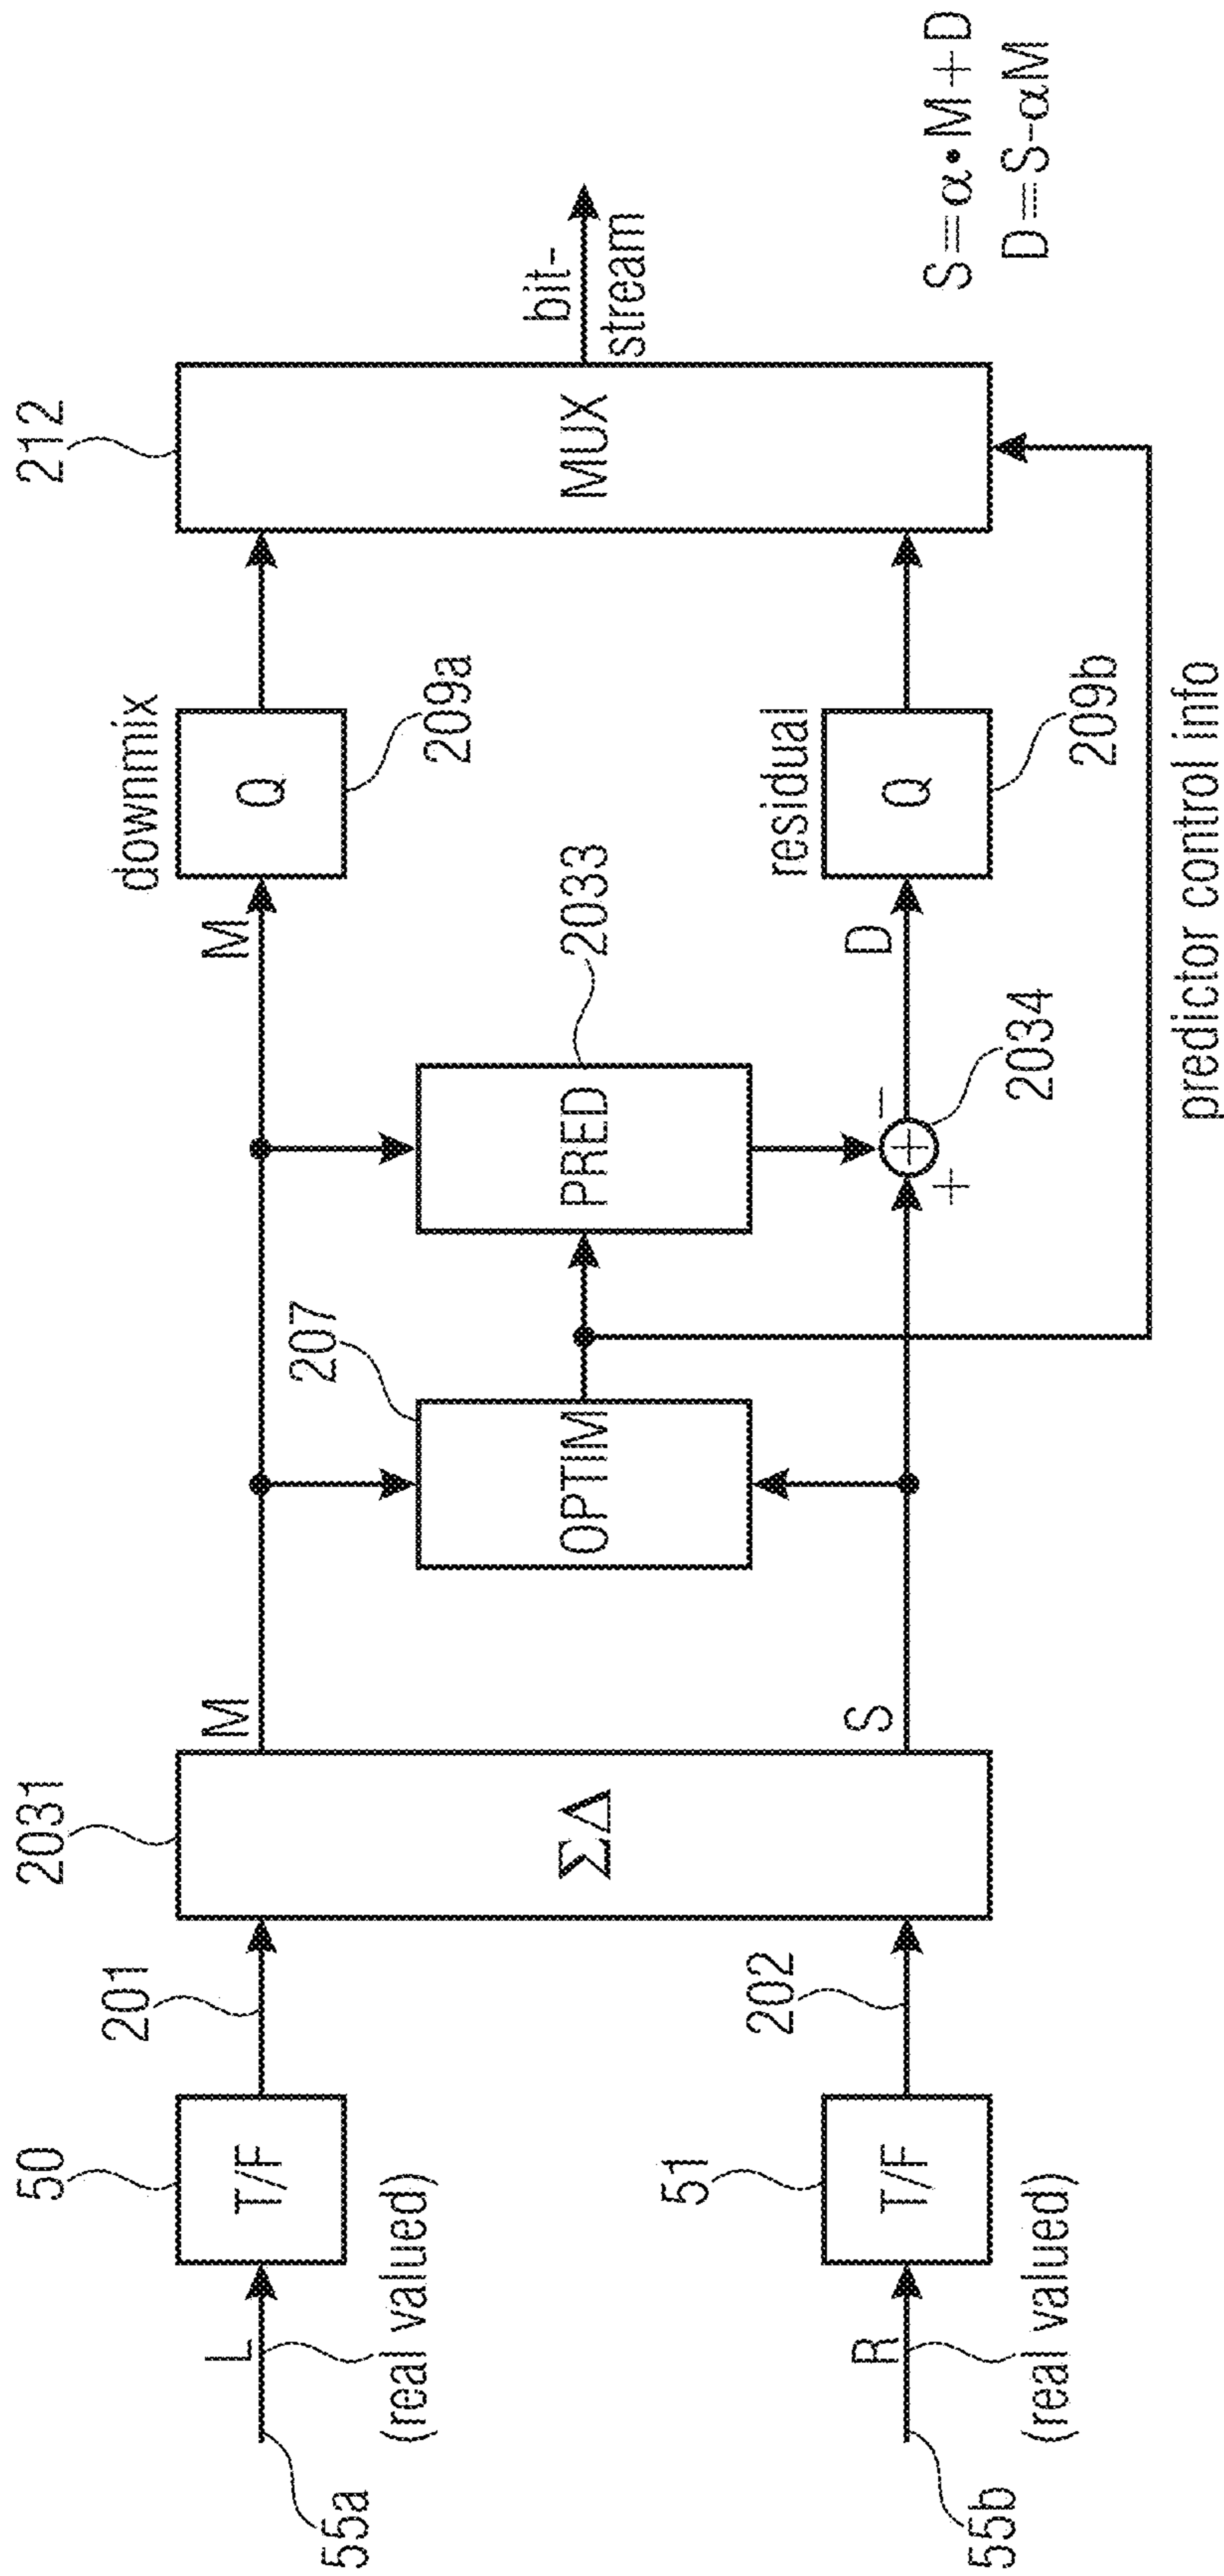 55a
L
(real valued)
50
T/F
201
2031
ΣΔ
M
S
55b
R
(real valued)
51
T/F
202
207
OPTIM
PRED
2033
+
+
−
2034
M
D
downmix
Q
209a
residual
Q
209b
212
MUX
bit-
stream
predictor control info
S=α•M+D
D=S-αM